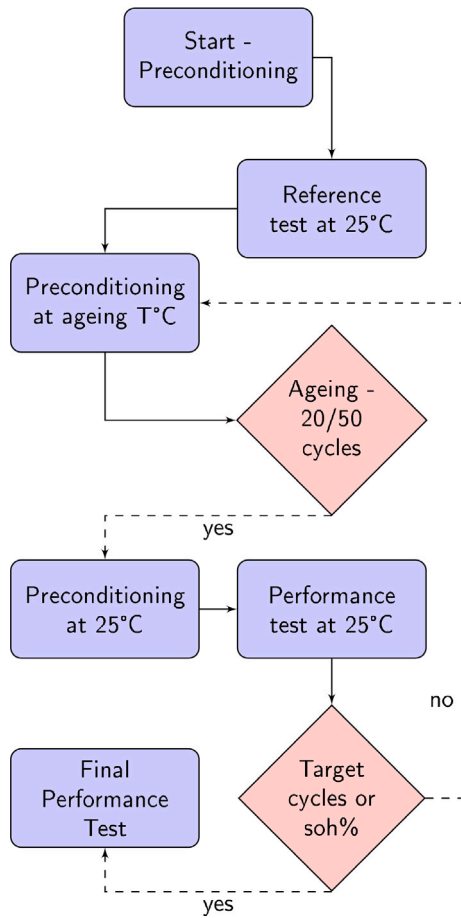 Start -
Preconditioning
Reference
test at 25°C
Preconditioning
at ageing T°C
Ageing -
20/50
cycles
yes
Preconditioning
at 25°C
Performance
test at 25°C
no
Final
Performance
Test
Target
cycles or
soh%
yes